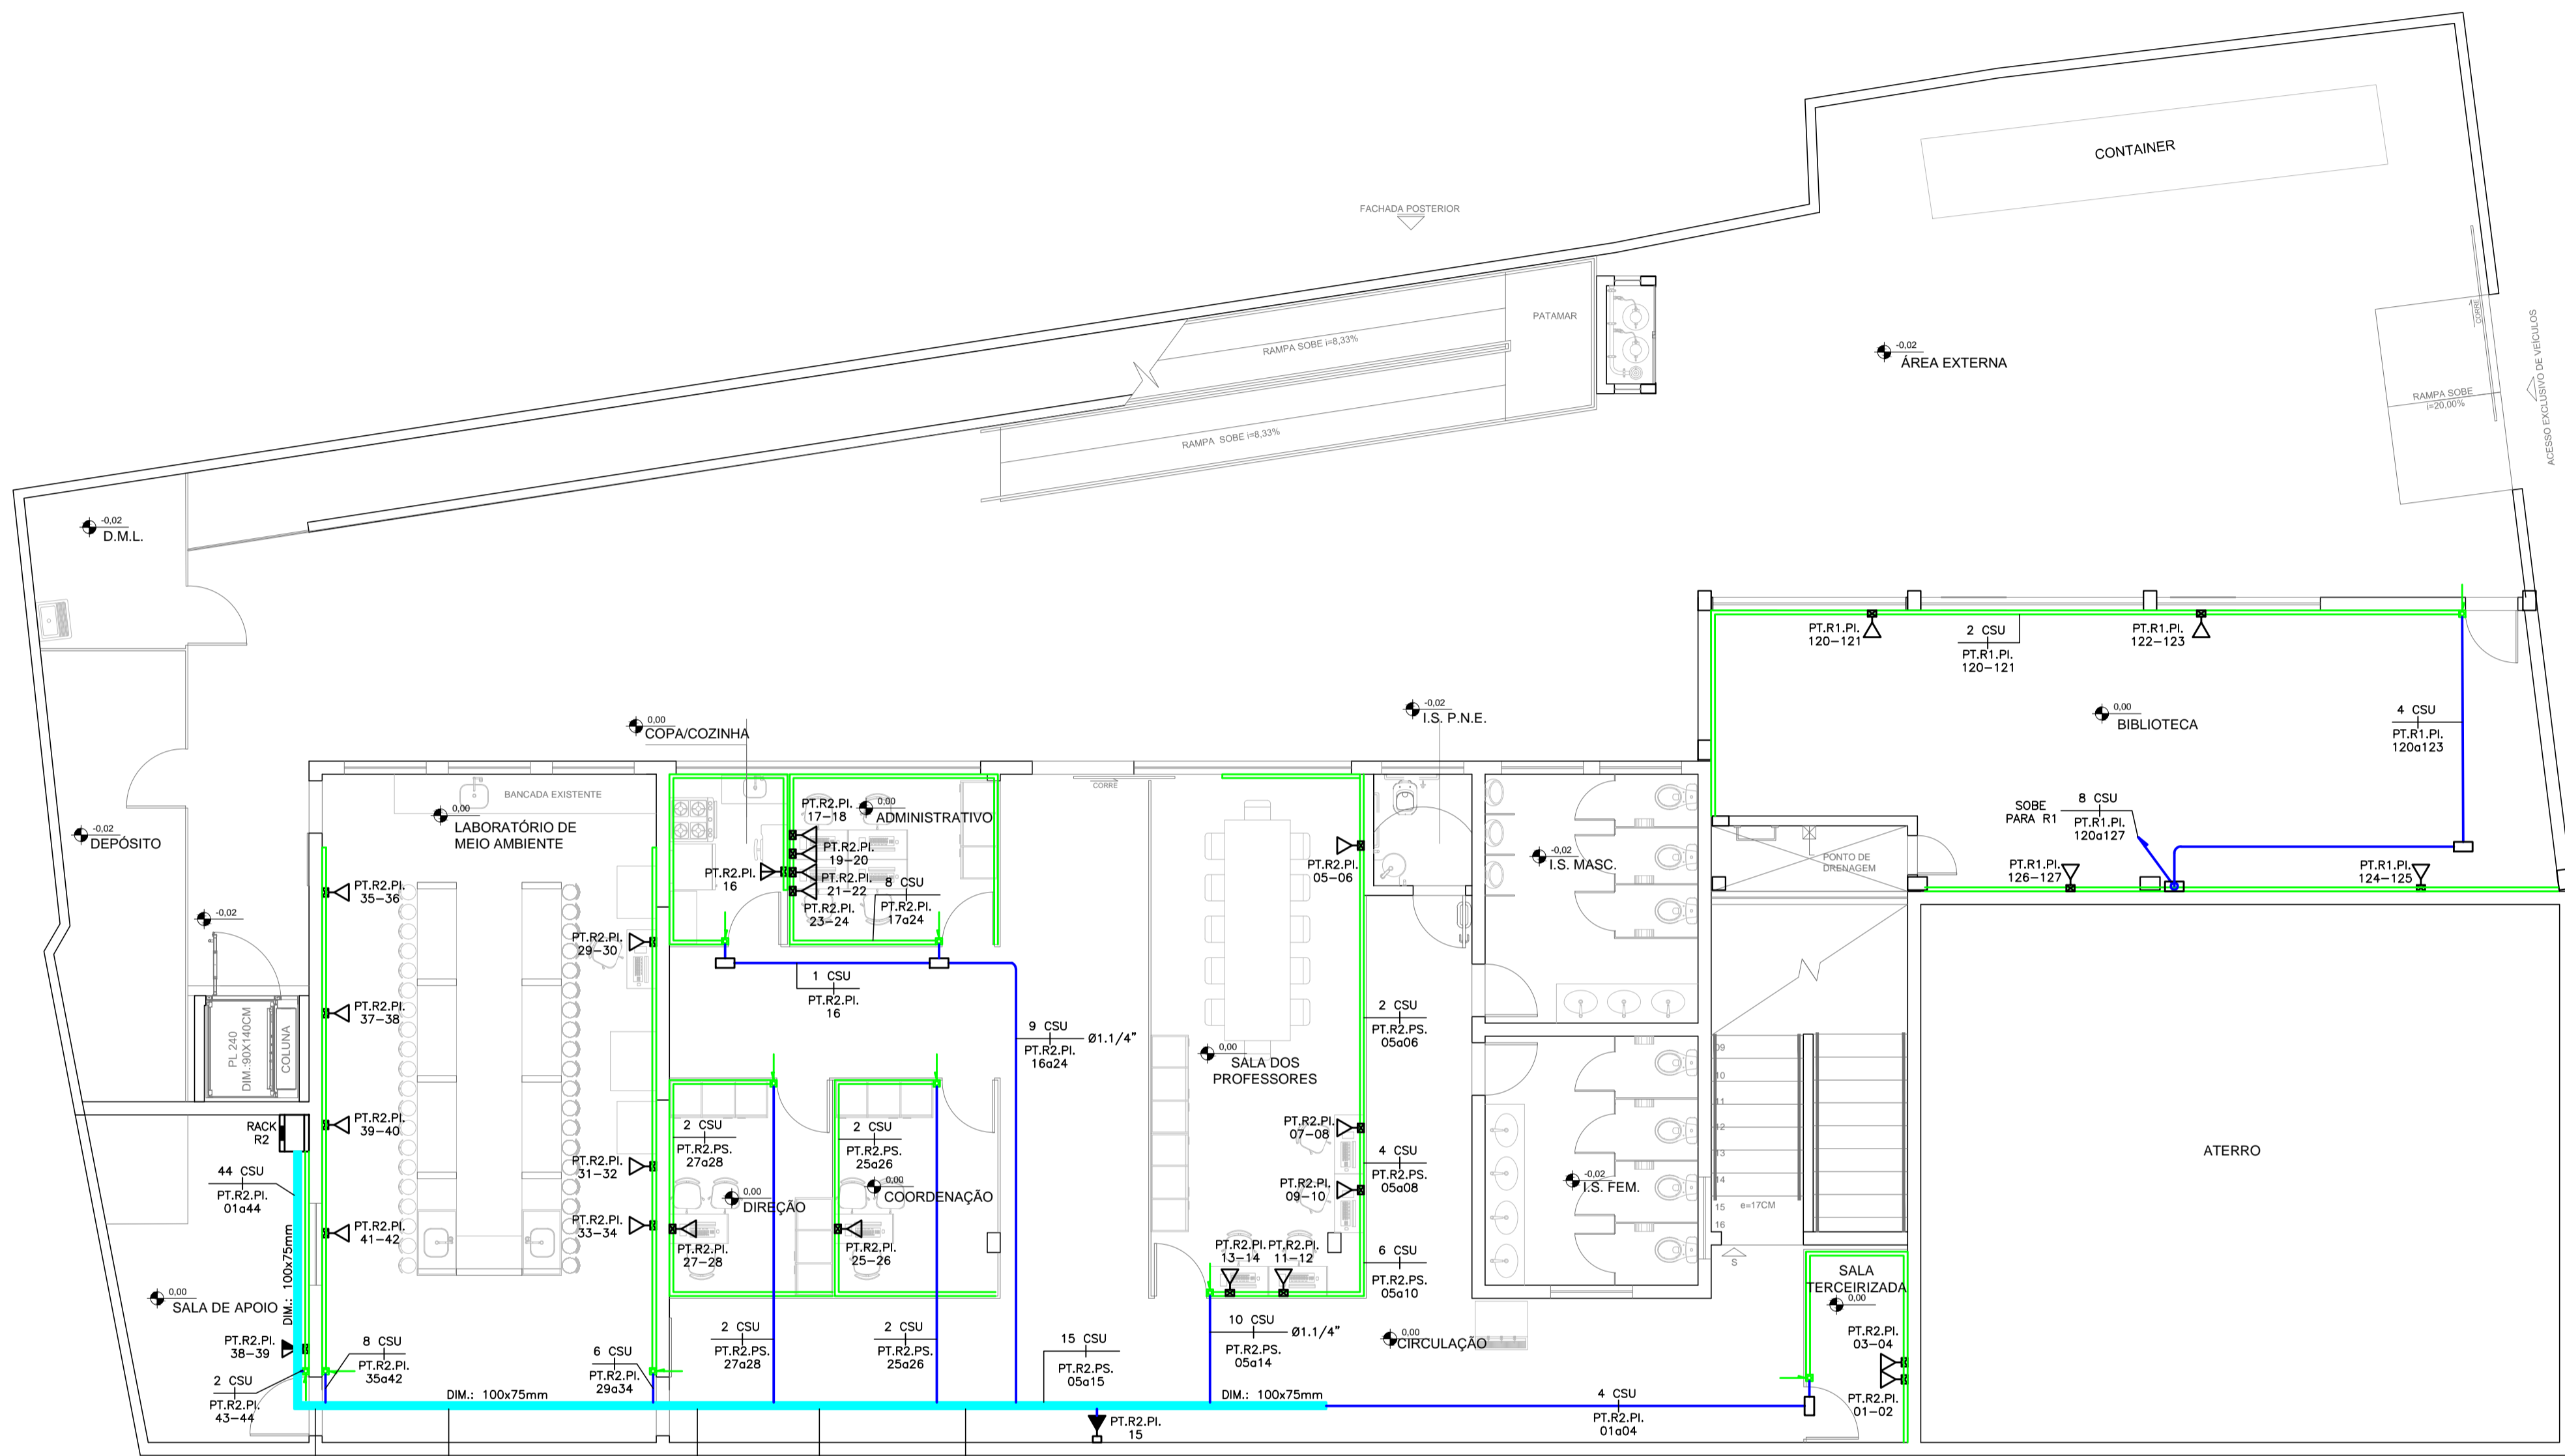 CONTAINER
FACHADA POSTERIOR
PATAMAR
RAMPA SOBE i=8,33%
RAMPA SOBE i=8,33%
-0,02
ÁREA EXTERNA
CORRE
RAMPA SOBE
i=20,00%
ACESSO EXCLUSIVO DE VEÍCULOS
-0,02
D.M.L.
PT.R1.PI.
120-121
2 CSU
PT.R1.PI.
120-121
PT.R1.PI.
122-123
0,00
BIBLIOTECA
4 CSU
PT.R1.PI.
120a123
0,00
COPA/COZINHA
-0,02
I.S. P.N.E.
CORRE
BANCADA EXISTENTE
0,00
LABORATÓRIO DE
MEIO AMBIENTE
-0,02
DEPÓSITO
PT.R2.PI.
17-18
0,00
ADMINISTRATIVO
PT.R2.PI.
19-20
PT.R2.PI.
16
PT.R2.PI.
21-22
PT.R2.PI.
23-24
8 CSU
PT.R2.PI.
17a24
PT.R2.PI.
05-06
-0,02
I.S. MASC.
SOBE
PARA R1
8 CSU
PT.R1.PI.
120a127
PONTO DE
DRENAGEM
PT.R1.PI.
126-127
PT.R1.PI.
124-125
-0,02
PT.R2.PI.
35-36
PT.R2.PI.
29-30
1 CSU
PT.R2.PI.
16
PT.R2.PI.
37-38
PL 240
DIM.:90X140CM
COLUNA
9 CSU
PT.R2.PI.
16a24
Ø1.1/4"
2 CSU
PT.R2.PS.
05a06
0,00
SALA DOS
PROFESSORES
09
10
11
12
13
14
15
16
e=17CM
S
RACK
R2
PT.R2.PI.
39-40
PT.R2.PI.
31-32
2 CSU
PT.R2.PS.
27a28
2 CSU
PT.R2.PS.
25a26
PT.R2.PI.
07-08
4 CSU
PT.R2.PS.
05a08
PT.R2.PI.
09-10
-0,02
I.S. FEM.
ATERRO
44 CSU
PT.R2.PI.
01a44
DIM.: 100x75mm
PT.R2.PI.
41-42
PT.R2.PI.
33-34
0,00
DIREÇÃO
0,00
COORDENAÇÃO
PT.R2.PI.
27-28
PT.R2.PI.
25-26
PT.R2.PI.
13-14
PT.R2.PI.
11-12
6 CSU
PT.R2.PS.
05a10
0,00
SALA DE APOIO
SALA
TERCEIRIZADA
0,00
PT.R2.PI.
38-39
8 CSU
PT.R2.PI.
35a42
6 CSU
PT.R2.PI.
29a34
2 CSU
PT.R2.PS.
27a28
2 CSU
PT.R2.PS.
25a26
15 CSU
PT.R2.PS.
05a15
10 CSU
PT.R2.PS.
05a14
Ø1.1/4"
0,00
CIRCULAÇÃO
PT.R2.PI.
03-04
PT.R2.PI.
01-02
2 CSU
PT.R2.PI.
43-44
DIM.: 100x75mm
DIM.: 100x75mm
4 CSU
PT.R2.PI.
01a04
PT.R2.PI.
15